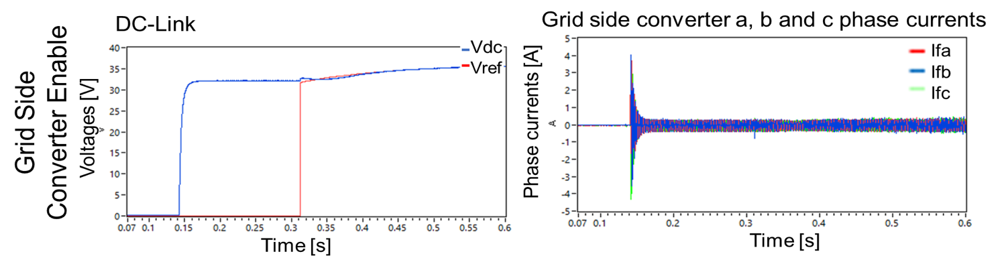 Grid Side
Converter Enable
DC-Link
Voltages [V]
V
40
35
30
25
20
15
10
5
0
Vdc
Vref
0.07 0.1 0.15 0.2 0.25 0.3 0.35 0.4 0.45 0.5 0.55 0.6
Time [s]
Grid side converter a, b and c phase currents
Phase currents [A]
A
5
4
3
2
1
0
-1
-2
-3
-4
-5
Ifa
Ifb
Ifc
0.07 0.1 0.2 0.3 0.4 0.5 0.6
Time [s]